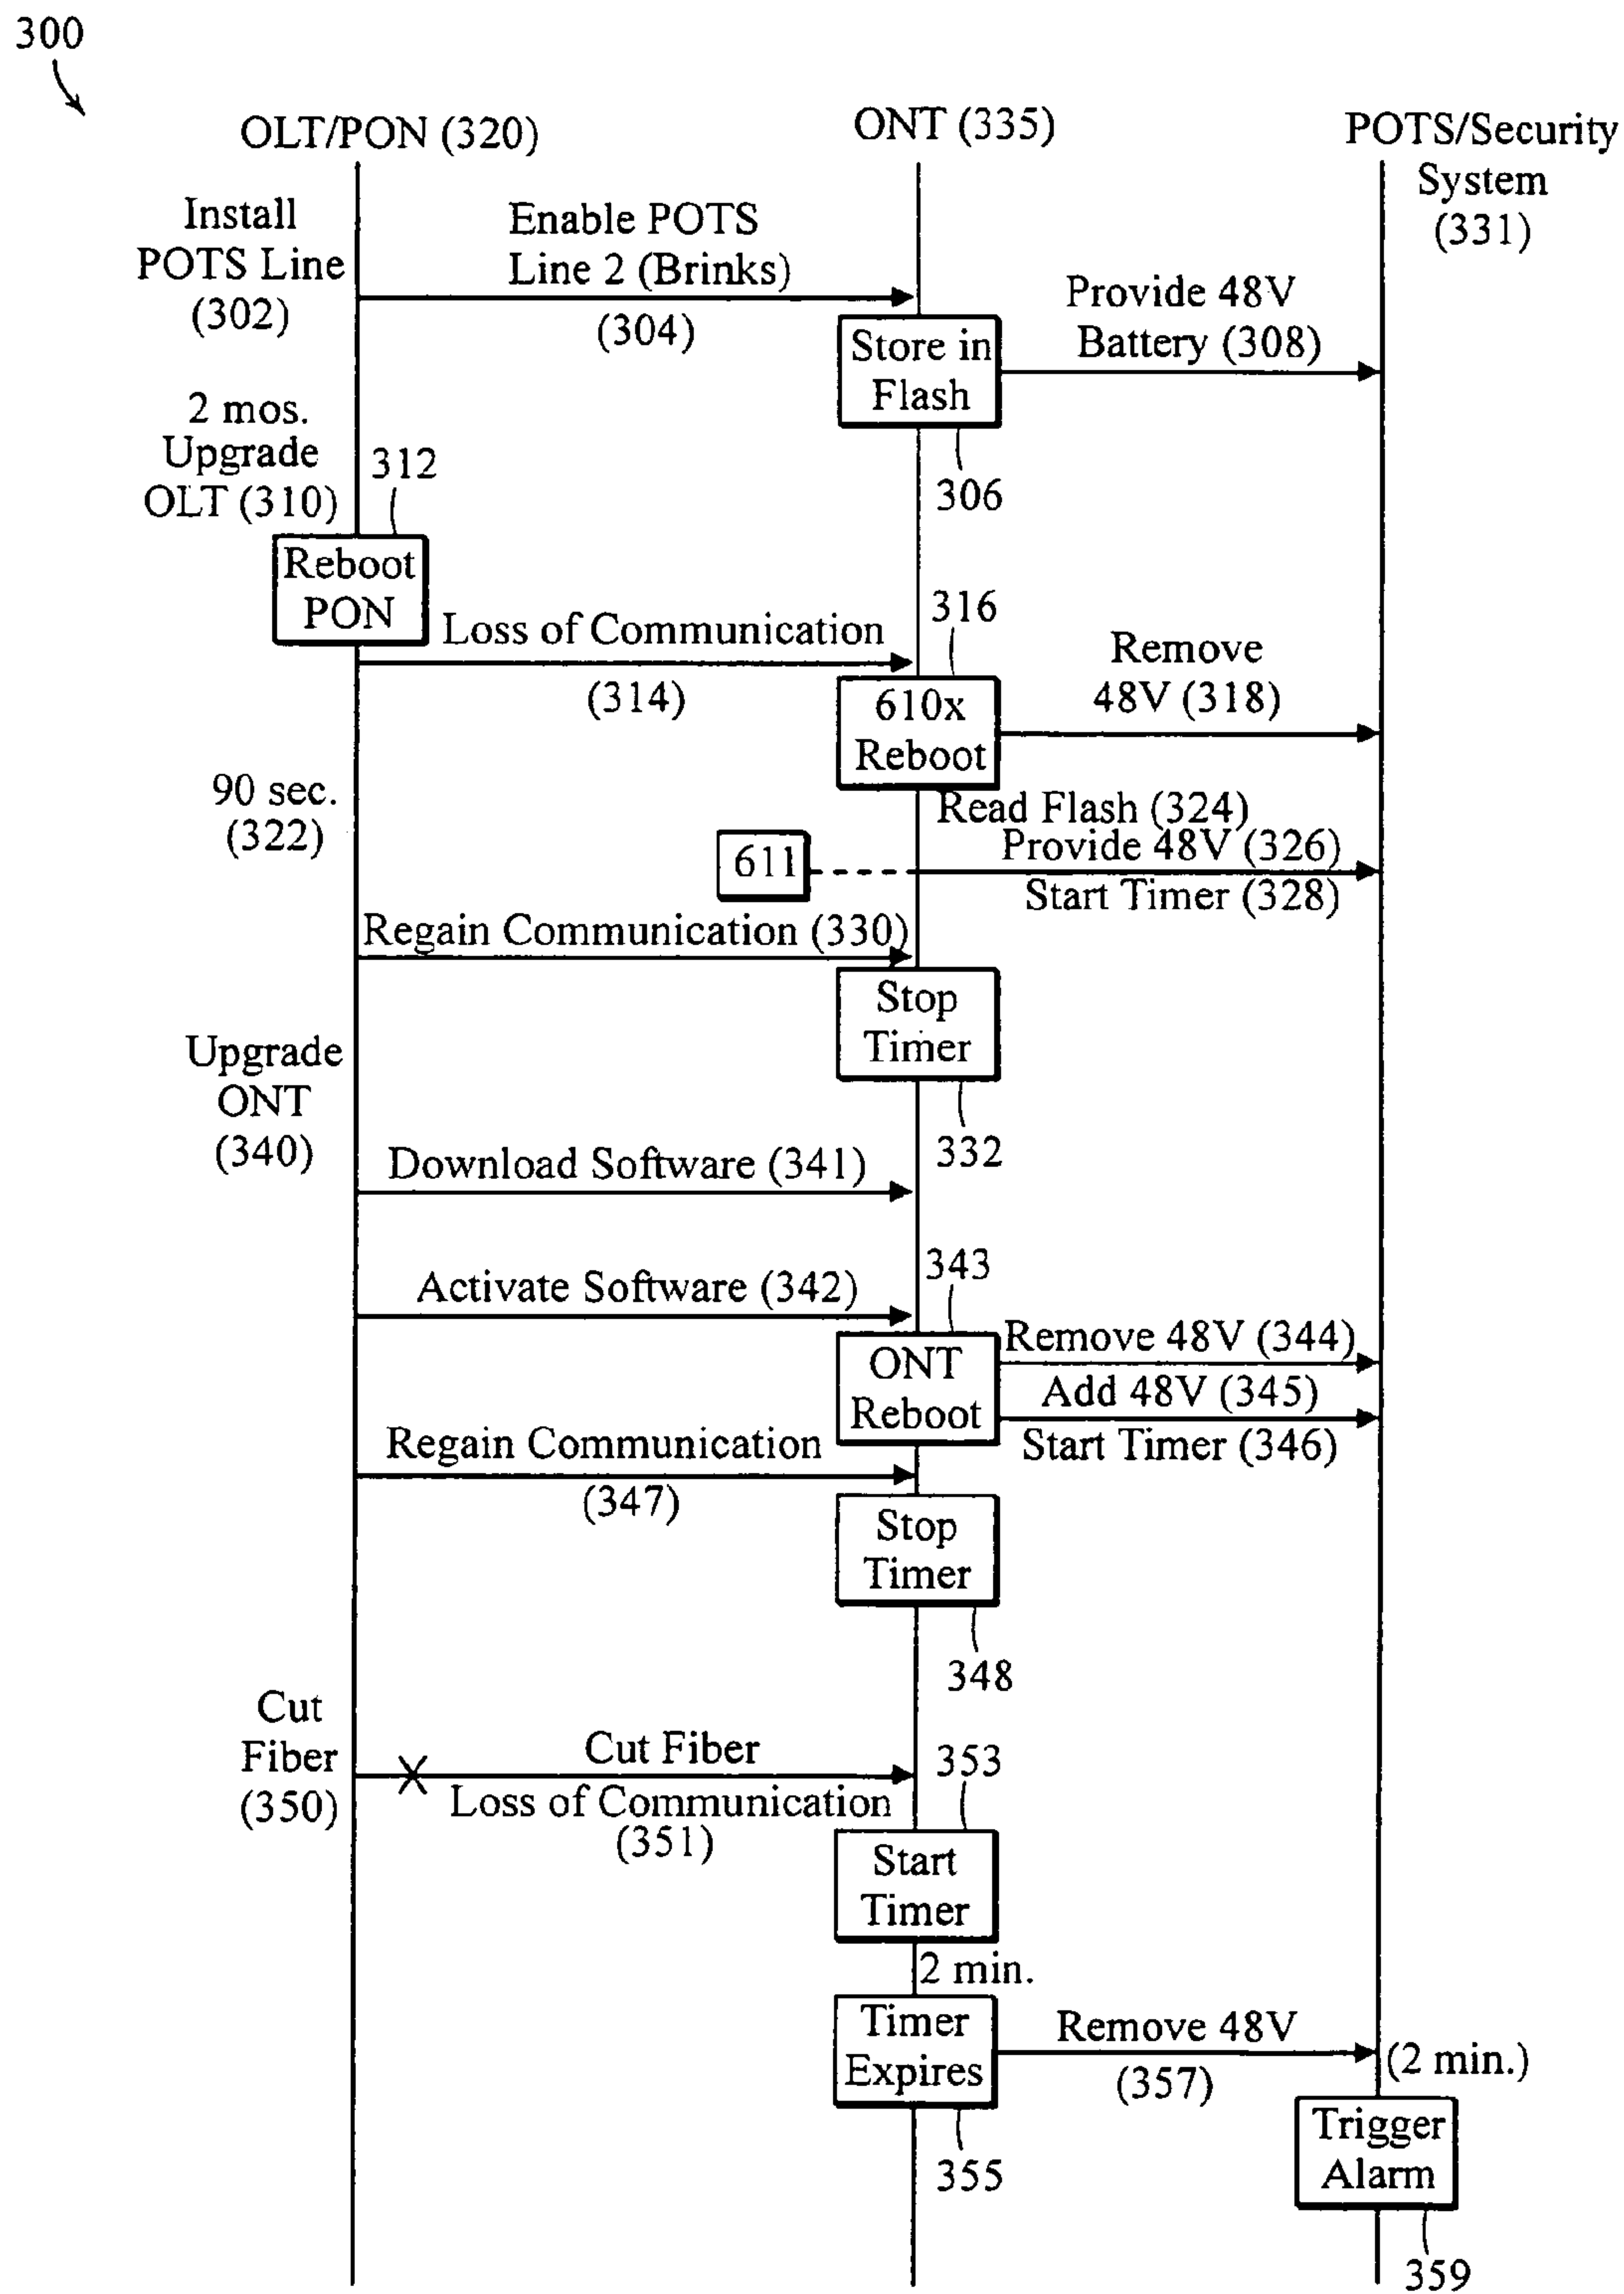 300
OLT/PON (320)
ONT (335)
POTS/Security
System
(331)
Install
POTS Line
(302)
Enable POTS
Line 2 (Brinks)
(304)
Store in
Flash
306
Provide 48V
Battery (308)
2 mos.
Upgrade
OLT (310)
312
Reboot
PON
Loss of Communication
(314)
316
610x
Reboot
Remove
48V (318)
90 sec.
(322)
Read Flash (324)
Provide 48V (326)
Start Timer (328)
611
Regain Communication (330)
Stop
Timer
332
Upgrade
ONT
(340)
Download Software (341)
Activate Software (342)
343
ONT
Reboot
Remove 48V (344)
Add 48V (345)
Start Timer (346)
Regain Communication
(347)
Stop
Timer
348
Cut
Fiber
(350)
Cut Fiber
Loss of Communication
(351)
353
Start
Timer
2 min.
Timer
Expires
355
Remove 48V
(357)
(2 min.)
Trigger
Alarm
359